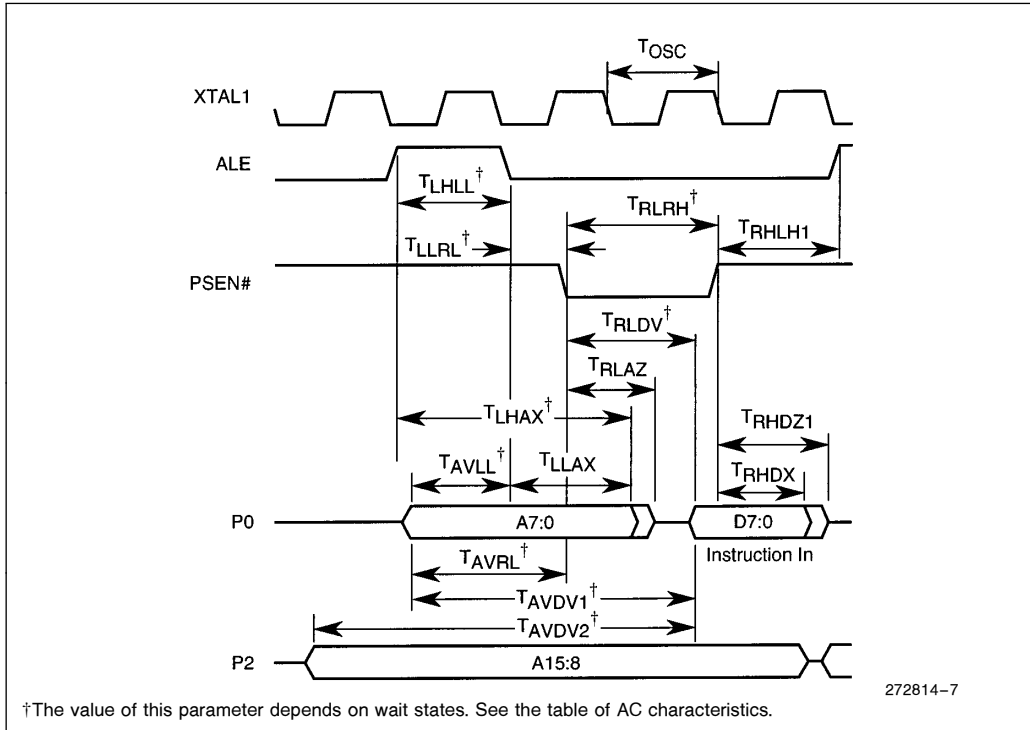 TOSC
XTAL1
ALE
TLHLL†
TRLRH†
TRHLH1
TLLRL†
PSEN#
TRLDV†
TRLAZ
TLHAX†
TRHDZ1
TAVLL†
TLLAX
TRHDX
P0
A7:0
D7:0
Instruction In
TAVRL†
TAVDV1†
TAVDV2†
P2
A15:8
272814-7
†The value of this parameter depends on wait states. See the table of AC characteristics.